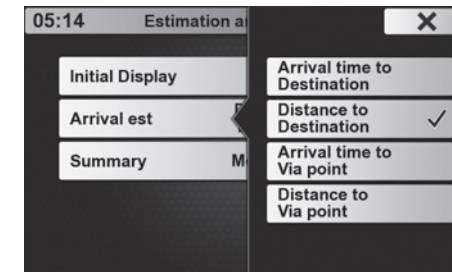 05:14 Estimation a
Initial Display
Arrival est
Summary M
Arrival time to
Destination
Distance to
Destination
Arrival time to
Via point
Distance to
Via point